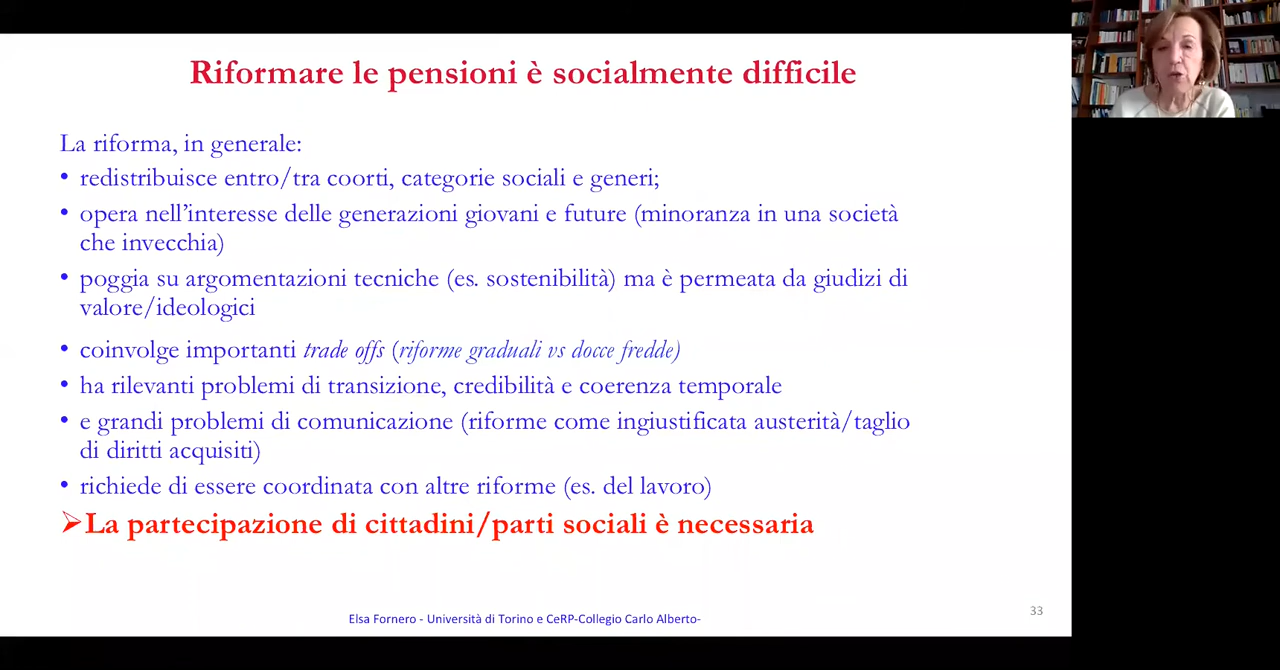 Riformare le pensioni è socialmente difficile
La riforma, in generale:
• redistribuisce entro/tra coorti, categorie sociali e generi;
• opera nell’interesse delle generazioni giovani e future (minoranza in una società
che invecchia)
• poggia su argomentazioni tecniche (es. sostenibilità) ma è permeata da giudizi di
valore/ideologici
• coinvolge importanti trade offs (riforme graduali vs docce fredde)
• ha rilevanti problemi di transizione, credibilità e coerenza temporale
• e grandi problemi di comunicazione (riforme come ingiustificata austerità/taglio
di diritti acquisiti)
• richiede di essere coordinata con altre riforme (es. del lavoro)
➢La partecipazione di cittadini/parti sociali è necessaria
Elsa Fornero - Università di Torino e CeRP-Collegio Carlo Alberto-
33